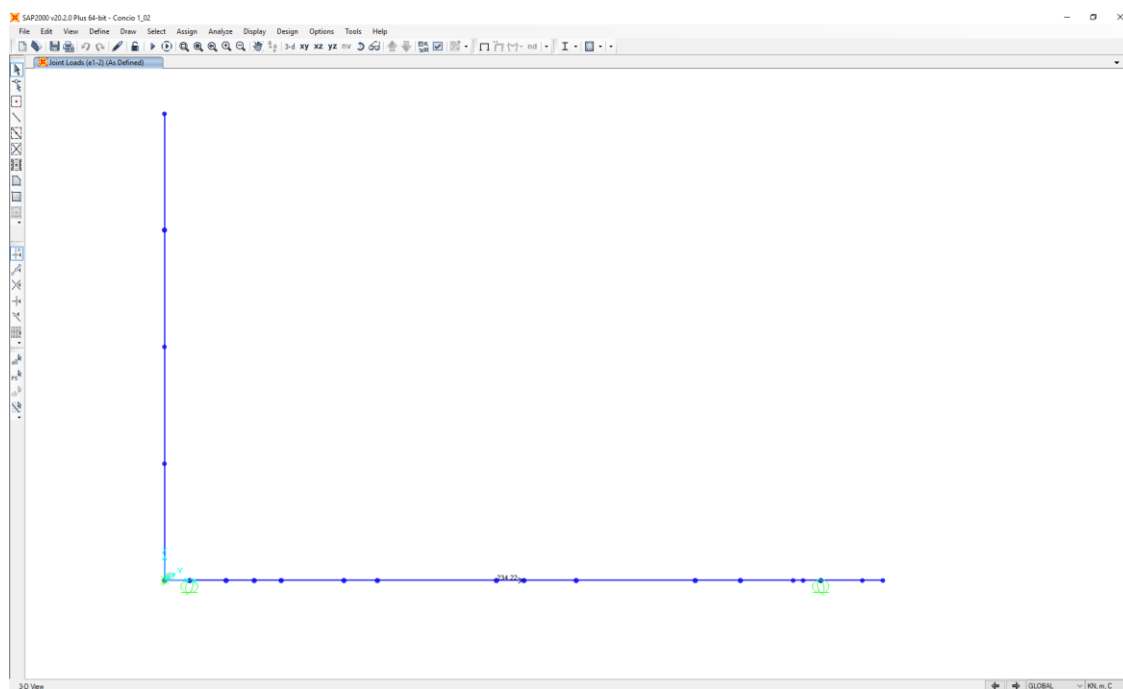 SAP2000 v20.2.0 Plus 64-bit - Concio 1_02
File Edit View Define Draw Select Assign Analyze Display Design Options Tools Help
3-d xy xz yz nv nd
Joint Loads (e1-2) (As Defined)
Y
234,22
3-D View GLOBAL KN, m, C